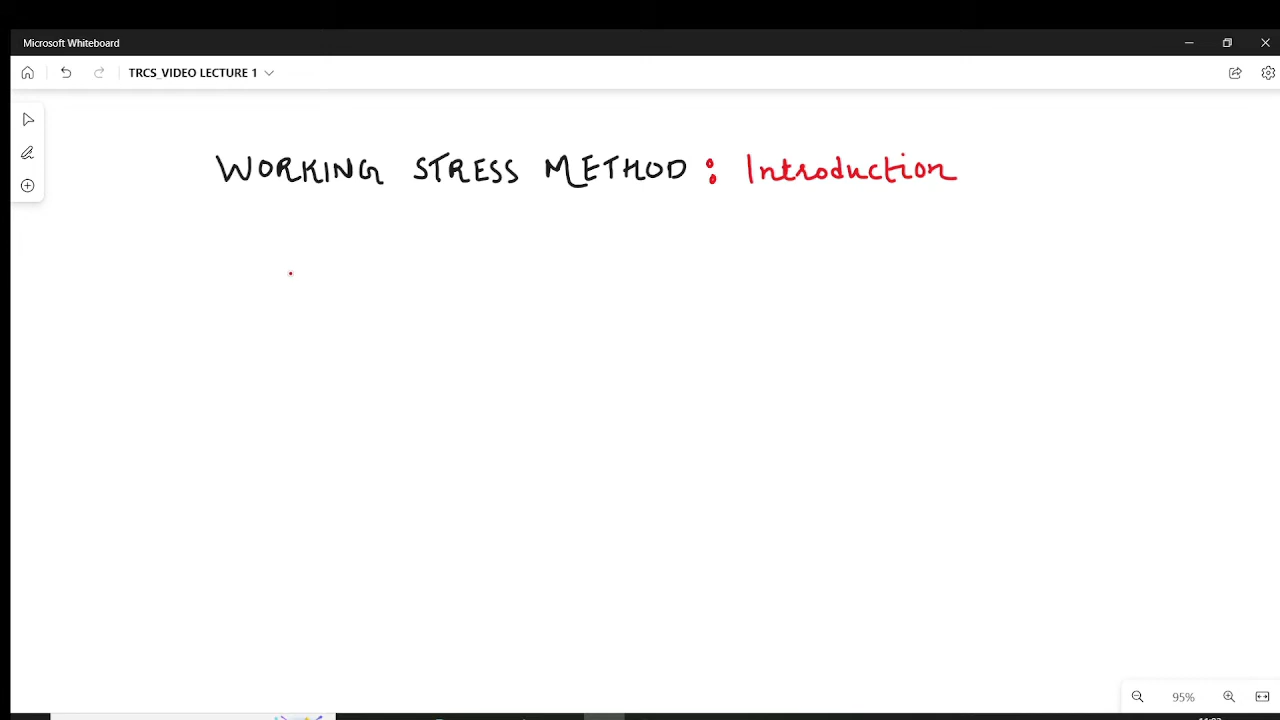 Microsoft Whiteboard
TRCS_VIDEO LECTURE 1
WORKING STRESS METHOD : Introduction
95%